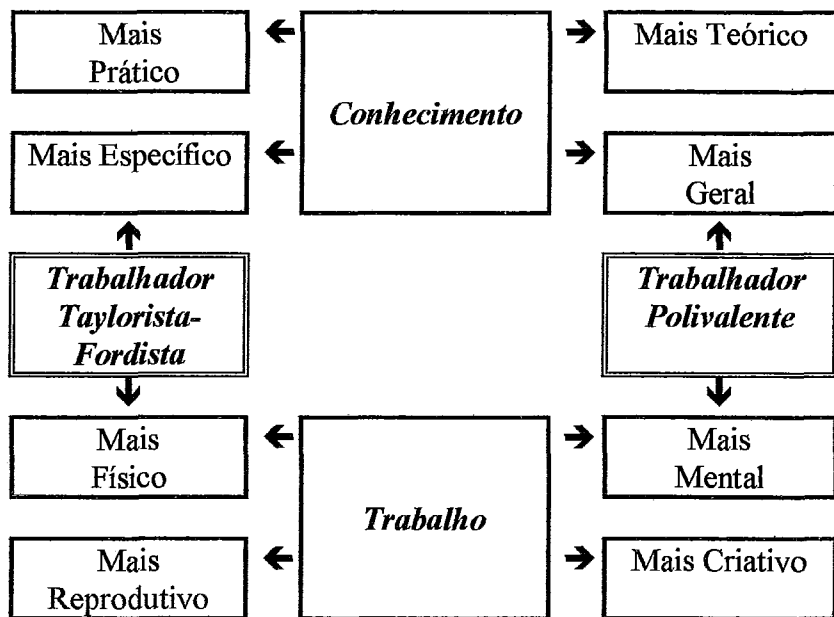 Mais
Prático
Conhecimento
Mais Teórico
Mais Específico
Mais
Geral
Trabalhador
Taylorista-
Fordista
Trabalhador
Polivalente
Mais
Físico
Trabalho
Mais
Mental
Mais
Reprodutivo
Mais Criativo